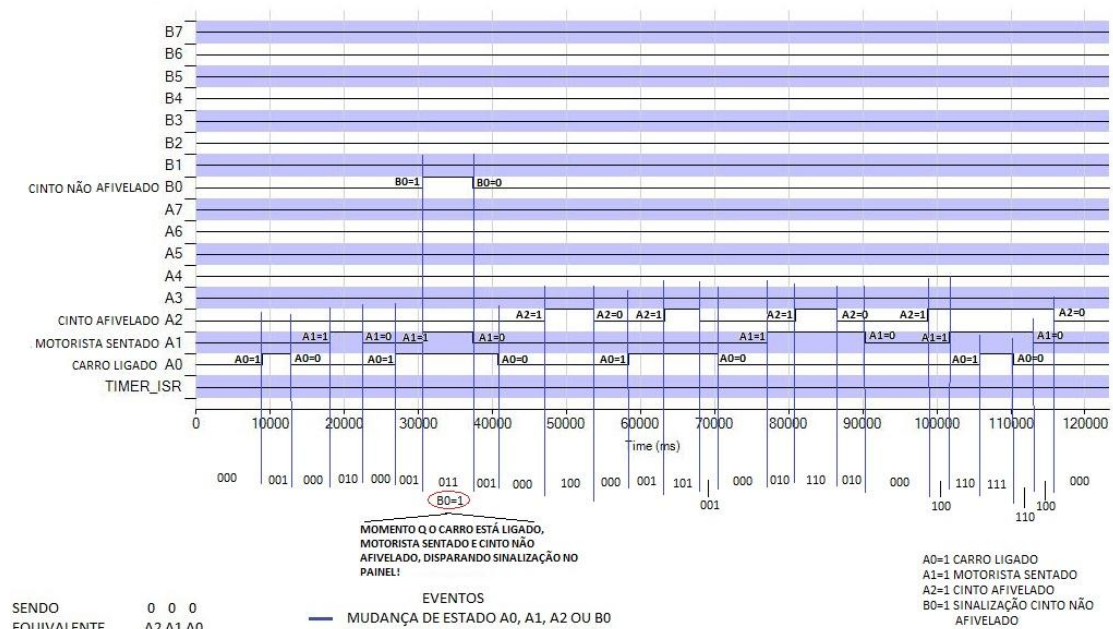 B7
B6
B5
B4
B3
B2
B1
CINTO NÃO AFIVELADO B0
B0=1
B0=0
A7
A6
A5
A4
A3
CINTO AFIVELADO A2
A2=1
A2=0
A2=1
A2=1
A2=0
A2=1
A2=0
. MOTORISTA SENTADO A1
A1=1
A1=0
A1=1
A1=0
A1=1
A1=0
A1=1
A1=0
CARRO LIGADO A0
A0=1
A0=0
A0=1
A0=0
A0=1
A0=0
A0=1
A0=0
TIMER_ISR
0 10000 20000 30000 40000 50000 60000 70000 80000 90000 100000 110000 120000
Time (ms)
000 001 000 010 000 001 011 001 000 100 000 001 101 001 000 010 110 010 000 100 110 111 110 100 000
B0=1
MOMENTO Q O CARRO ESTÁ LIGADO,
MOTORISTA SENTADO E CINTO NÃO
AFIVELADO, DISPARANDO SINALIZAÇÃO NO
PAINEL!
A0=1 CARRO LIGADO
A1=1 MOTORISTA SENTADO
A2=1 CINTO AFIVELADO
B0=1 SINALIZAÇÃO CINTO NÃO
AFIVELADO
EVENTOS
MUDANÇA DE ESTADO A0, A1, A2 OU B0
SENDO 0 0 0
EQUIVALENTE A2 A1 A0